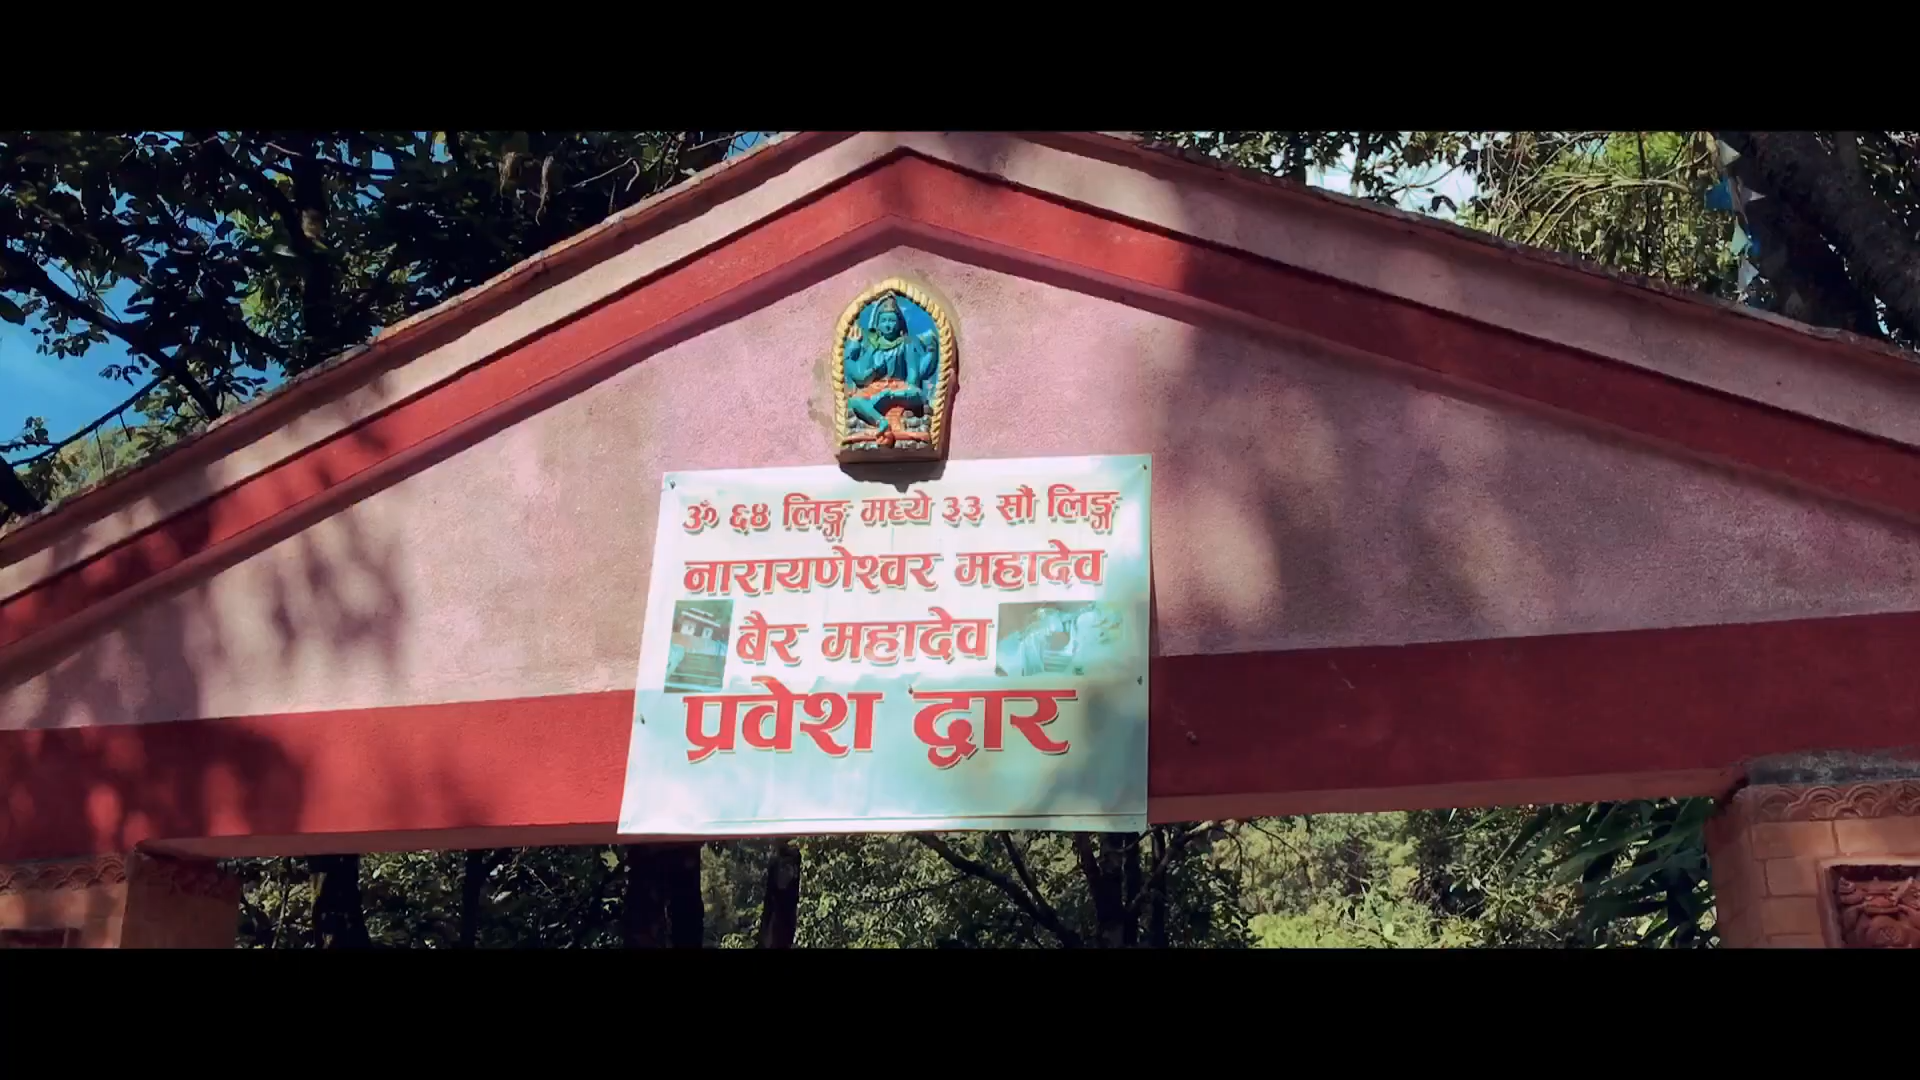 ॐ ६४ लिङ्ग मध्ये ३३ सौ लिङ्ग
नारायणेश्वर महादेव
बैर महादेव
प्रवेश द्वार